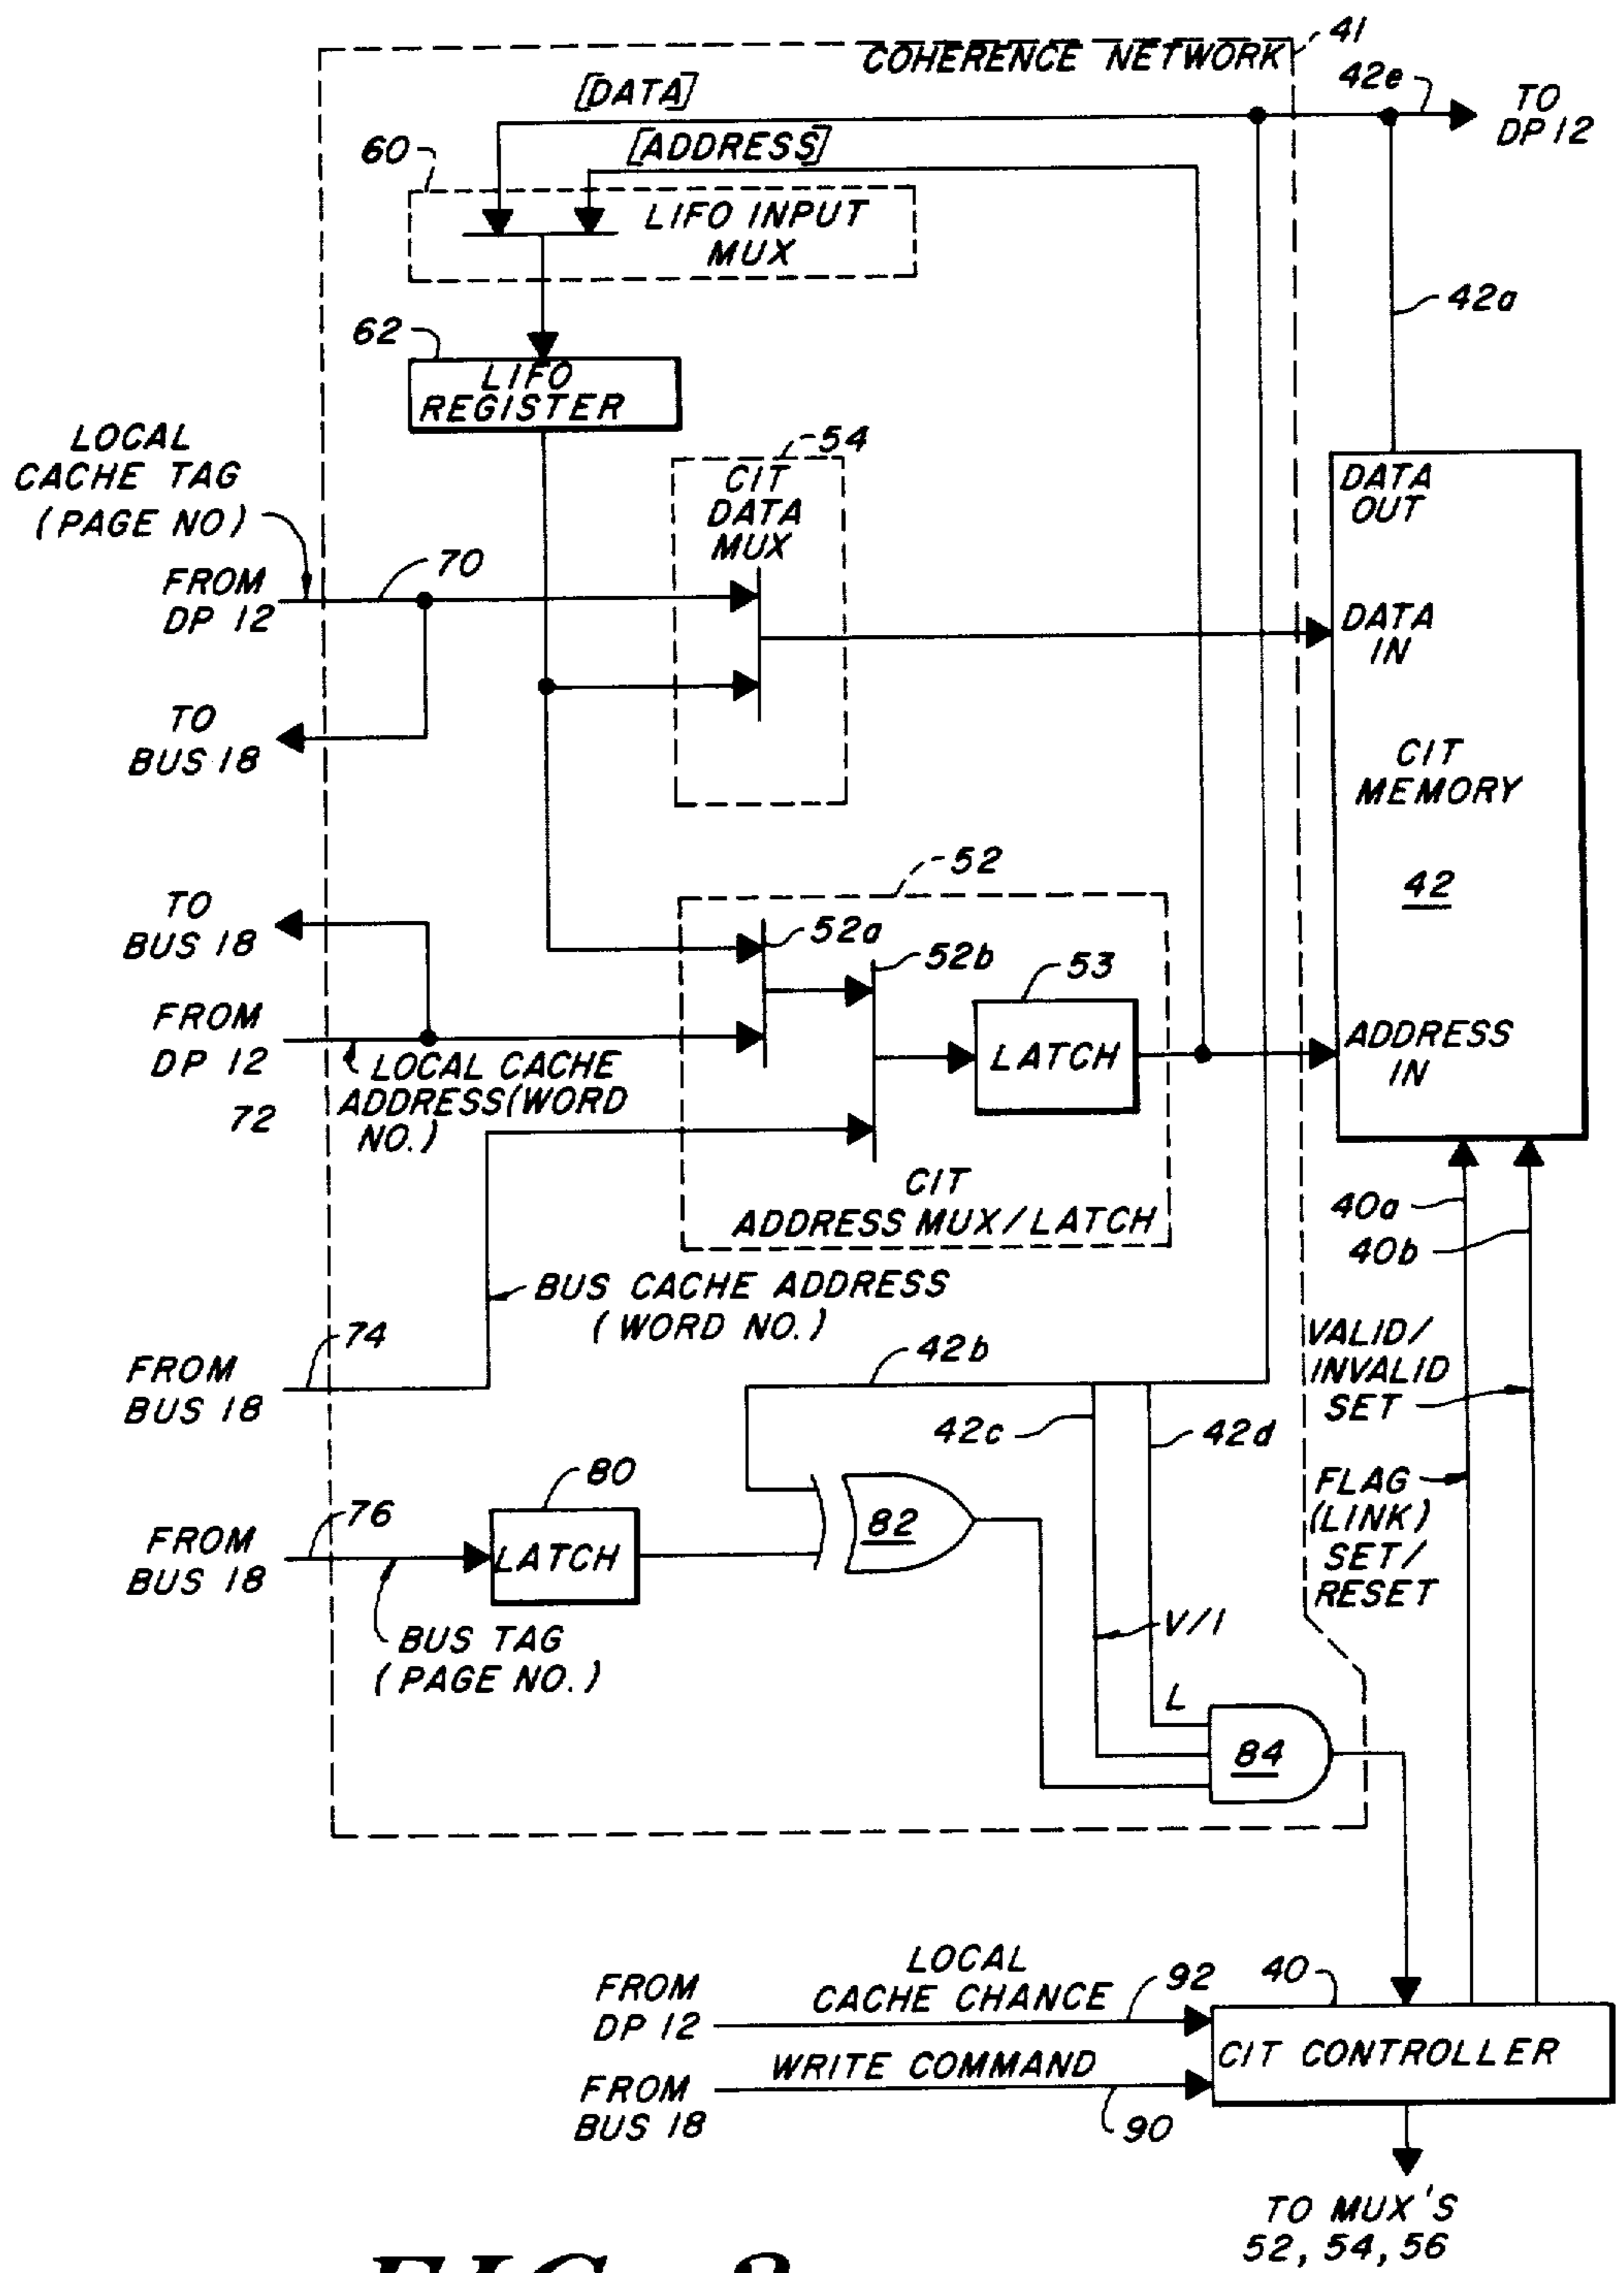 COHERENCE NETWORK
41
[DATA]
42e
TO
DP 12
[ADDRESS]
60
LIFO INPUT
MUX
42a
62
LIFO
REGISTER
LOCAL
CACHE TAG
(PAGE NO)
54
CIT
DATA
MUX
DATA
OUT
FROM
DP 12
70
DATA
IN
TO
BUS 18
CIT
MEMORY
42
52
TO
BUS 18
52a
52b
53
FROM
DP 12
LATCH
ADDRESS
IN
LOCAL CACHE
ADDRESS(WORD
NO.)
72
CIT
ADDRESS MUX/LATCH
40a
40b
BUS CACHE ADDRESS
(WORD NO.)
74
FROM
BUS 18
42b
VALID/
INVALID
SET
42c
42d
80
FLAG
(LINK)
SET/
RESET
76
FROM
BUS 18
LATCH
82
BUS TAG
(PAGE NO.)
V/I
L
84
LOCAL
CACHE CHANCE
FROM
DP 12
92
40
CIT CONTROLLER
WRITE COMMAND
FROM
BUS 18
90
TO MUX'S
52, 54, 56